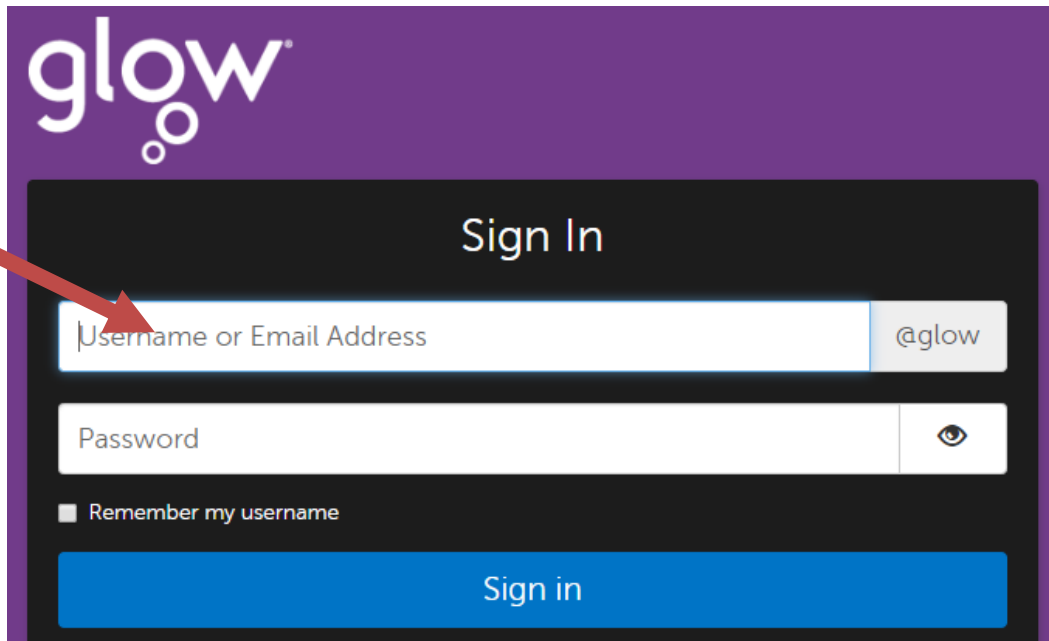 glow®
Sign In
Username or Email Address @glow
Password
Remember my username
Sign in